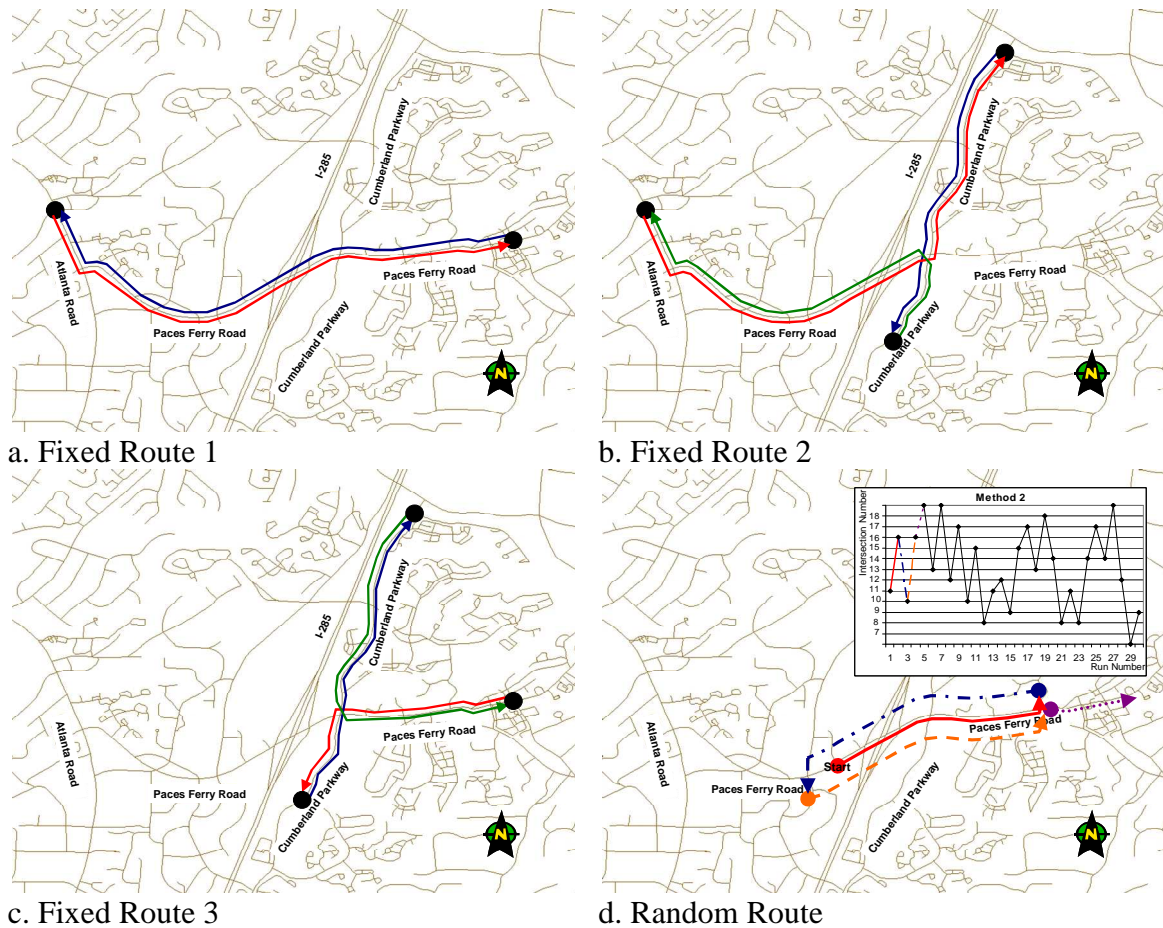 I-285
Cumberland Parkway
Atlanta Road
Paces Ferry Road
Paces Ferry Road
Cumberland Parkway
N
a. Fixed Route 1
I-285
Cumberland Parkway
Atlanta Road
Paces Ferry Road
Paces Ferry Road
Cumberland Parkway
N
b. Fixed Route 2
I-285
Cumberland Parkway
Atlanta Road
Paces Ferry Road
Paces Ferry Road
Cumberland Parkway
N
c. Fixed Route 3
Method 2
Intersection Number
18
17
16
15
14
13
12
11
10
9
8
7
1 3 5 7 9 11 13 15 17 19 21 23 25 27 29
Run Number
Atlanta Road
Start
Paces Ferry Road
Paces Ferry Road
Cumberland Parkway
N
d. Random Route